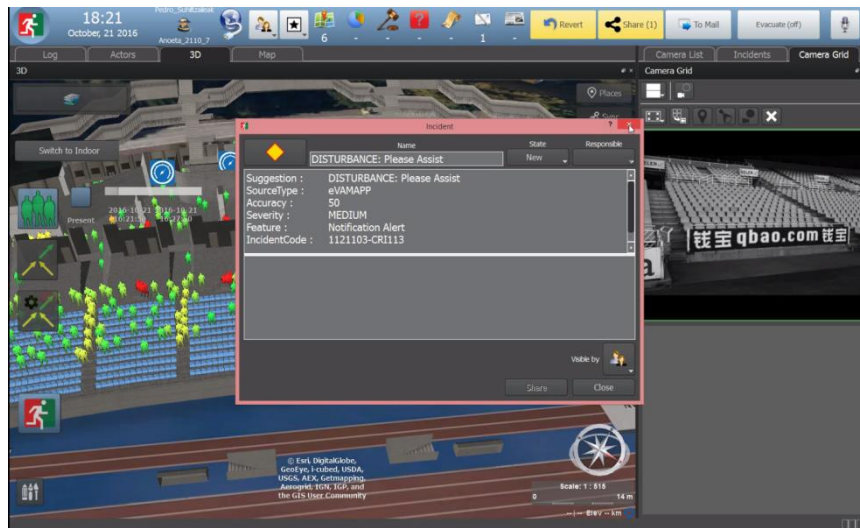 18:21
October, 21 2016
Anoeta_2110_7
6
1
Revert
Share (1)
To Mail
Evacuate (off)
Log
Actors
3D
Map
Camera List
Incidents
Camera Grid
3D
Camera Grid
Places
Switch to Indoor
Present
Incident
Name
State
Responsible
DISTURBANCE: Please Assist
New
Suggestion : DISTURBANCE: Please Assist
SourceType : eVAMAPP
Accuracy : 50
Severity : MEDIUM
Feature : Notification Alert
IncidentCode : 1121103-CRI113
Visible by
Share
Close
钱宝 qbao.com 钱宝
© Esri, DigitalGlobe,
GeoEye, i-cubed, USDA,
USGS, AEX, Getmapping,
Aerogrid, IGN, IGP, and
the GIS User Community
Scale: 1 : 515
0
14 m
Elev -- km